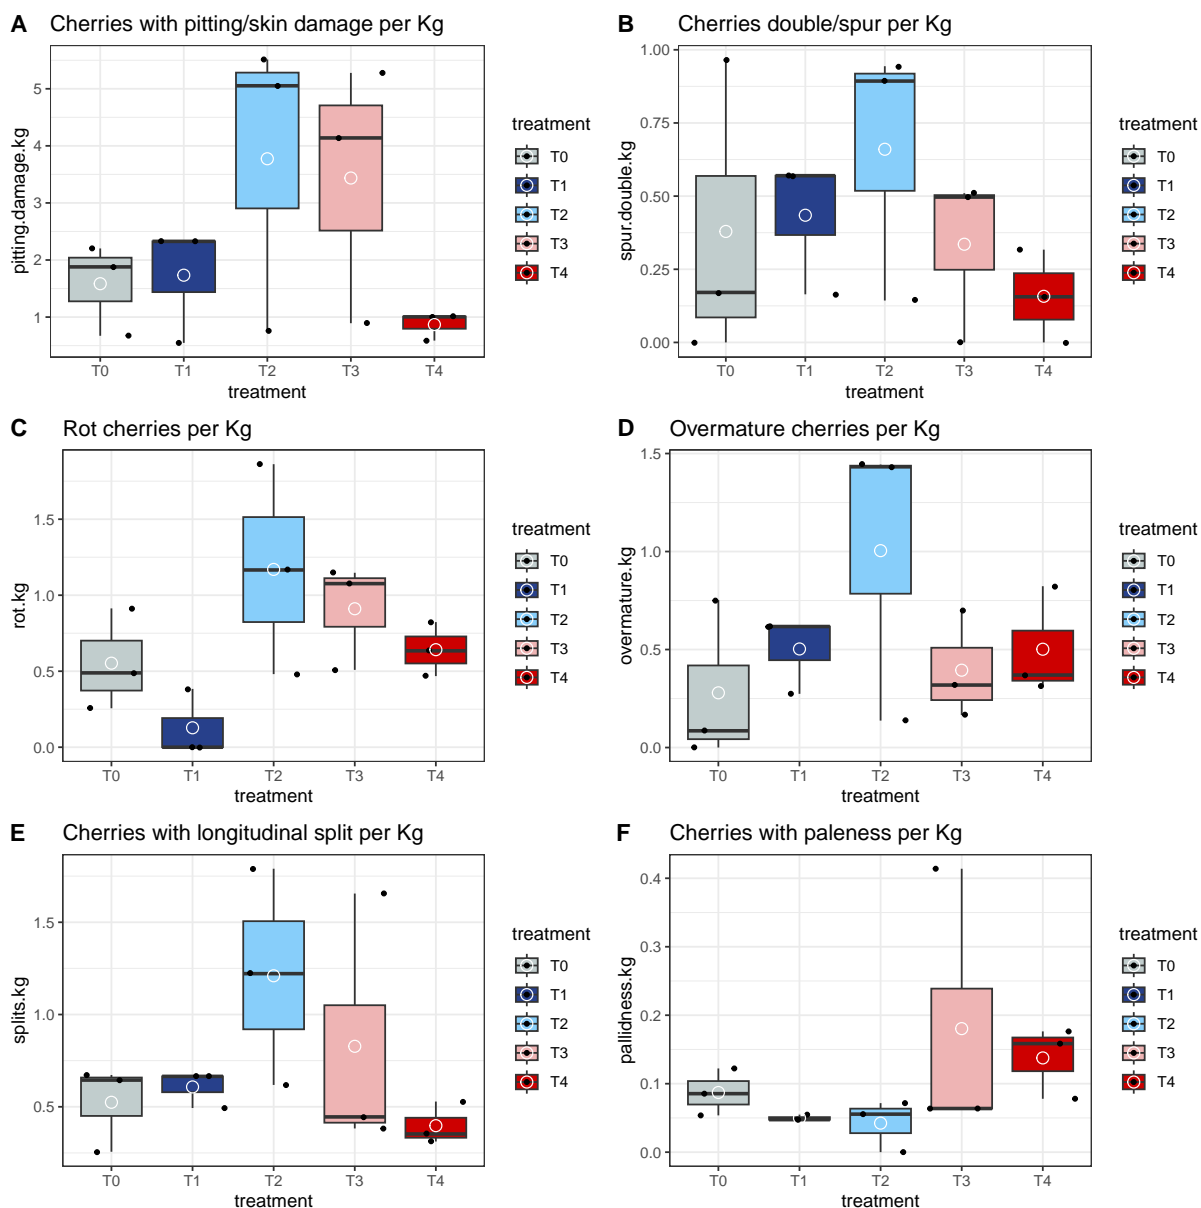 A Cherries with pitting/skin damage per Kg
pitting.damage.kg
5
4
3
2
1
T0 T1 T2 T3 T4
treatment
treatment
T0
T1
T2
T3
T4
B Cherries double/spur per Kg
spur.double.kg
1.00
0.75
0.50
0.25
0.00
T0 T1 T2 T3 T4
treatment
treatment
T0
T1
T2
T3
T4
C Rot cherries per Kg
rot.kg
1.5
1.0
0.5
0.0
T0 T1 T2 T3 T4
treatment
treatment
T0
T1
T2
T3
T4
D Overmature cherries per Kg
overmature.kg
1.5
1.0
0.5
0.0
T0 T1 T2 T3 T4
treatment
treatment
T0
T1
T2
T3
T4
E Cherries with longitudinal split per Kg
splits.kg
1.5
1.0
0.5
T0 T1 T2 T3 T4
treatment
treatment
T0
T1
T2
T3
T4
F Cherries with paleness per Kg
pallidness.kg
0.4
0.3
0.2
0.1
0.0
T0 T1 T2 T3 T4
treatment
treatment
T0
T1
T2
T3
T4